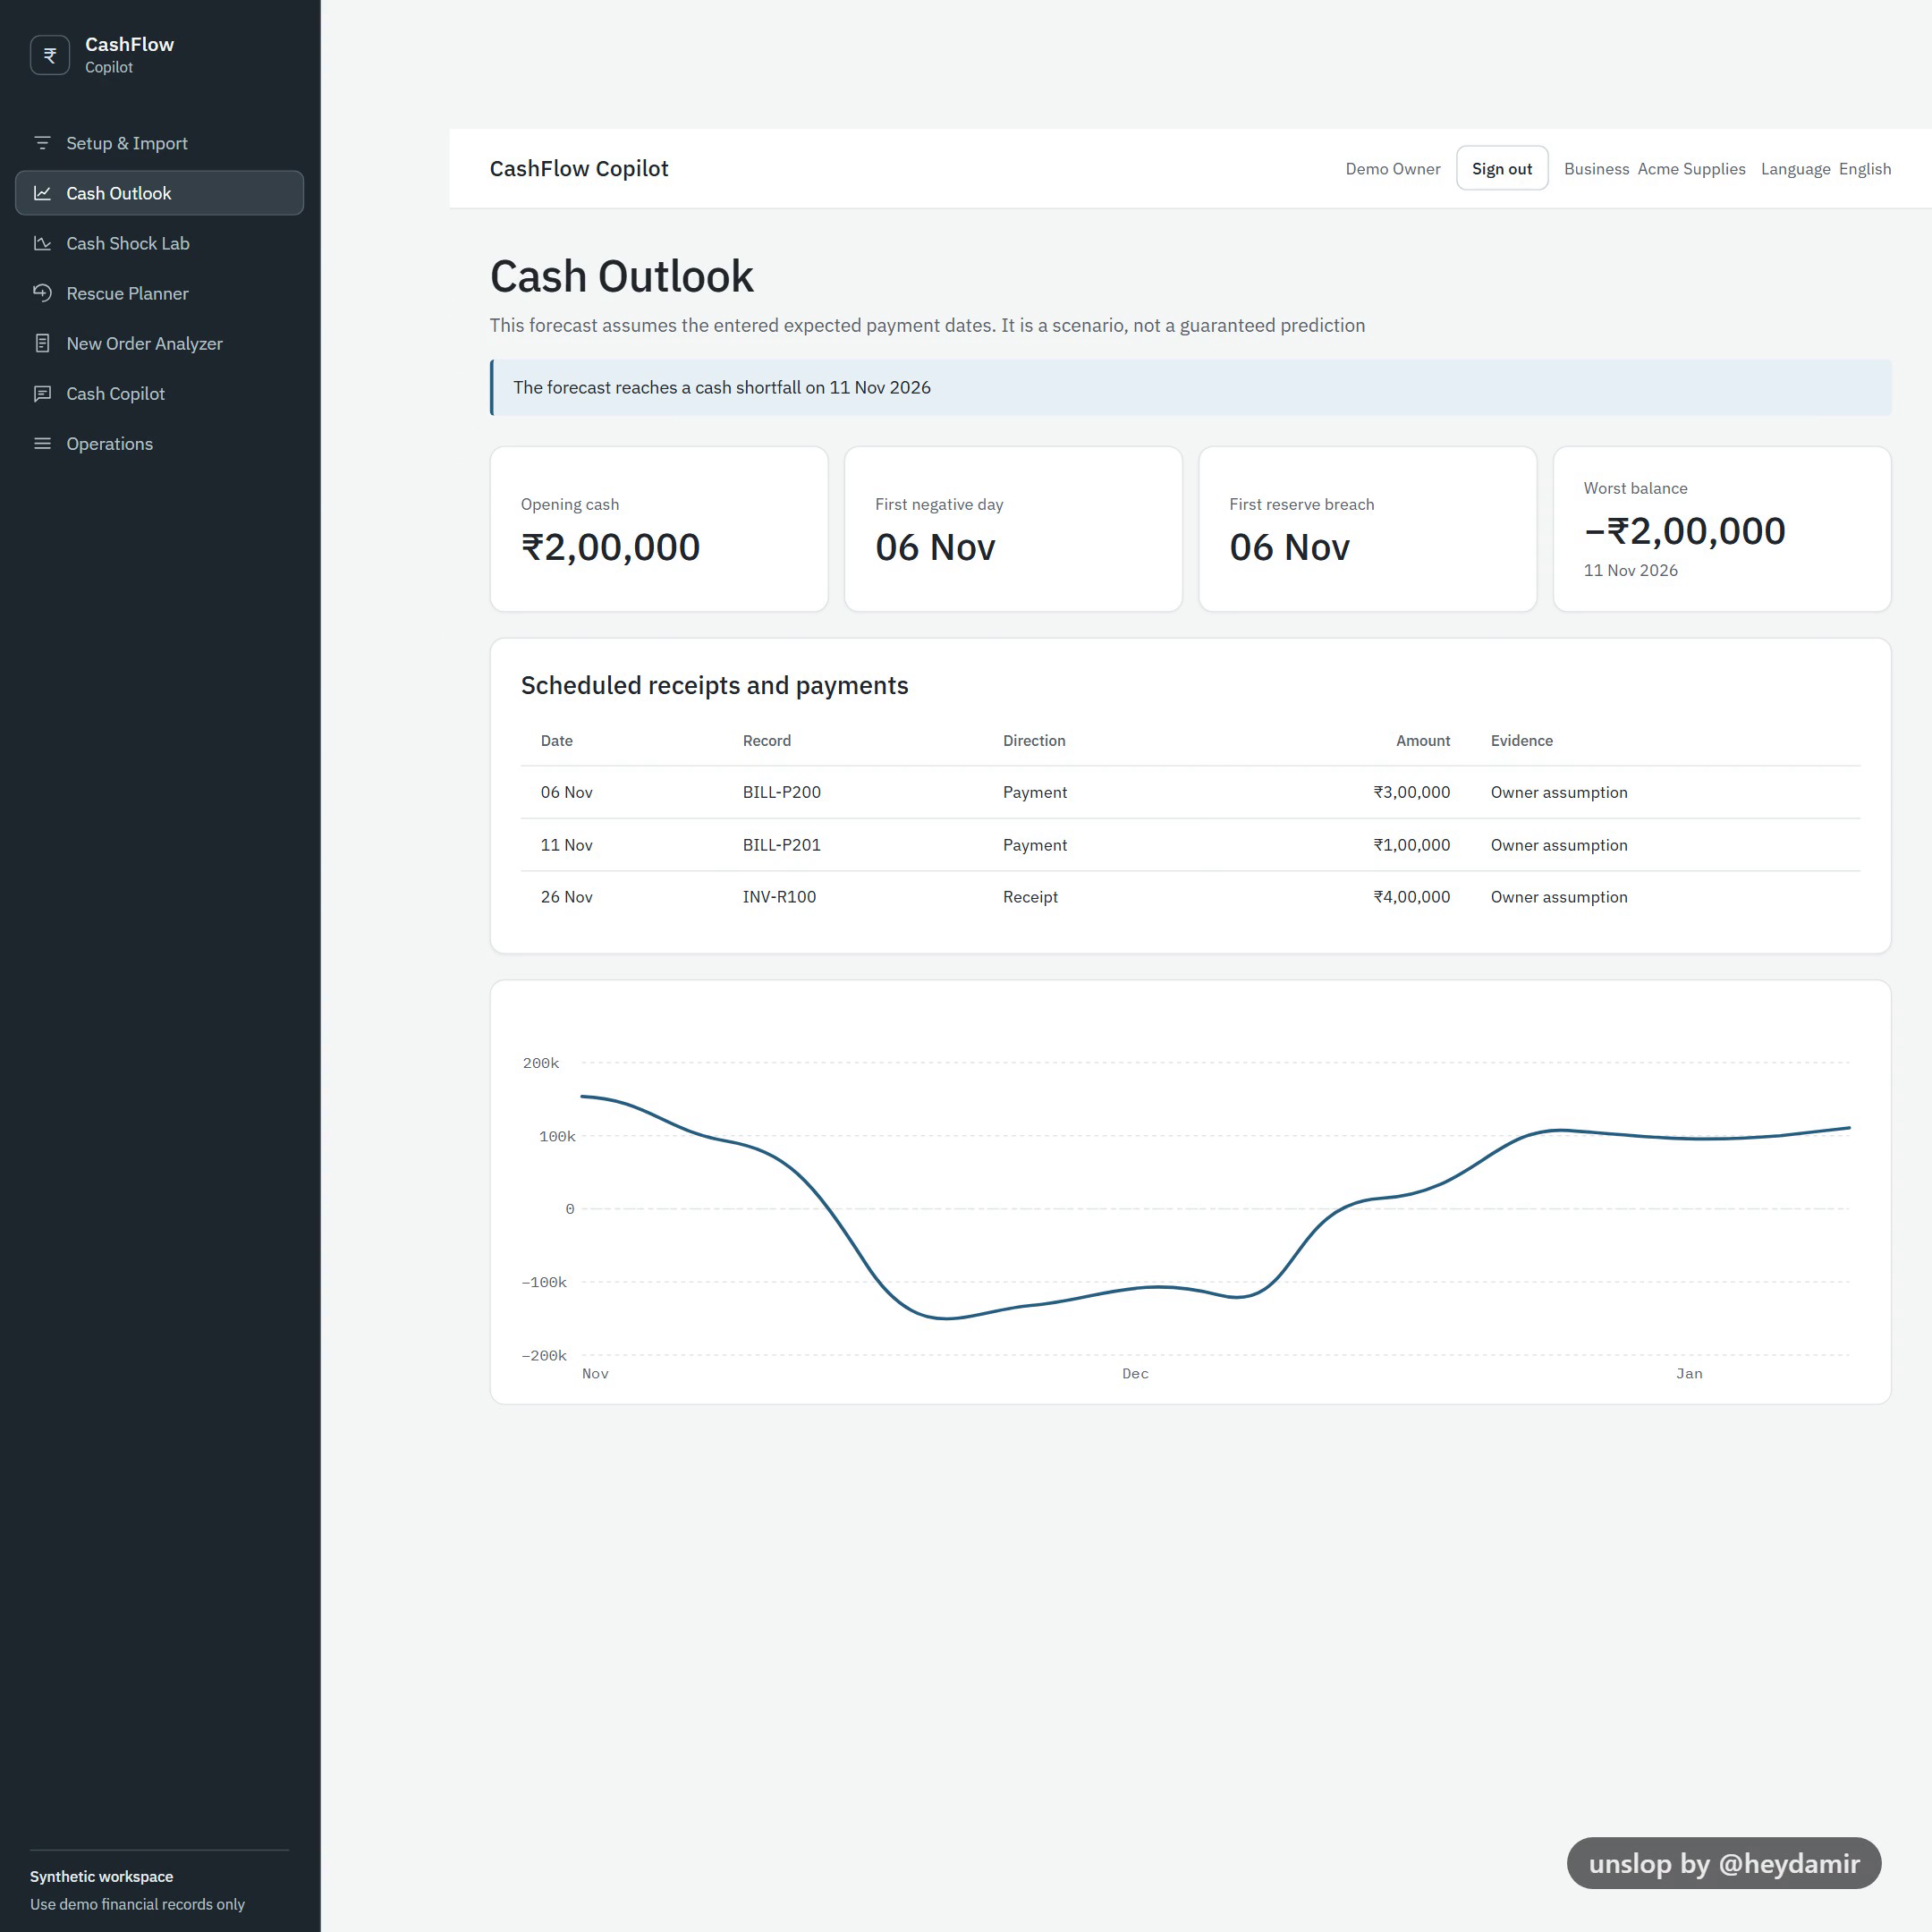 ₹
CashFlow
Copilot
Setup & Import
Cash Outlook
Cash Shock Lab
Rescue Planner
New Order Analyzer
Cash Copilot
Operations
Synthetic workspace
Use demo financial records only
CashFlow Copilot
Demo Owner Sign out Business Acme Supplies Language English
Cash Outlook
This forecast assumes the entered expected payment dates. It is a scenario, not a guaranteed prediction
The forecast reaches a cash shortfall on 11 Nov 2026
Opening cash
₹2,00,000
First negative day
06 Nov
First reserve breach
06 Nov
Worst balance
−₹2,00,000
11 Nov 2026
Scheduled receipts and payments
Date Record Direction Amount Evidence
06 Nov BILL-P200 Payment ₹3,00,000 Owner assumption
11 Nov BILL-P201 Payment ₹1,00,000 Owner assumption
26 Nov INV-R100 Receipt ₹4,00,000 Owner assumption
200k
100k
0
−100k
−200k
Nov Dec Jan
unslop by @heydamir